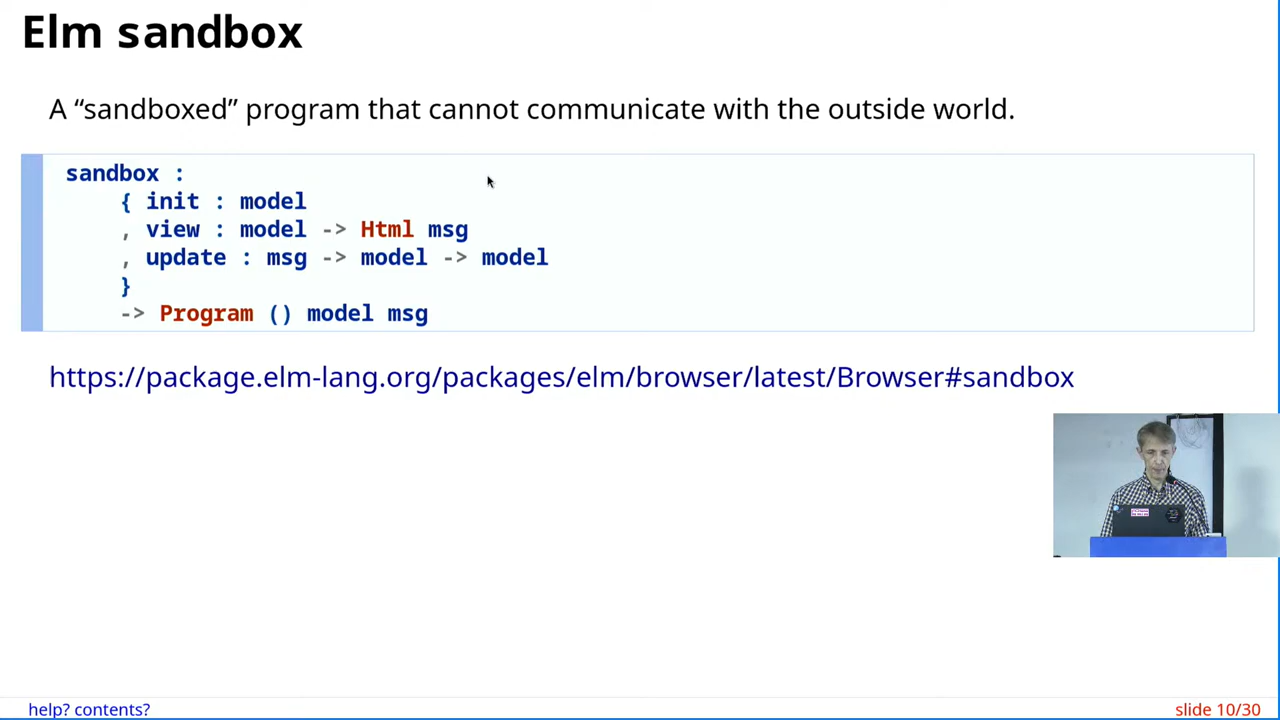 Elm sandbox
A “sandboxed” program that cannot communicate with the outside world.
sandbox :
{ init : model
, view : model -> Html msg
, update : msg -> model -> model
}
-> Program () model msg
https://package.elm-lang.org/packages/elm/browser/latest/Browser#sandbox
help? contents?
slide 10/30